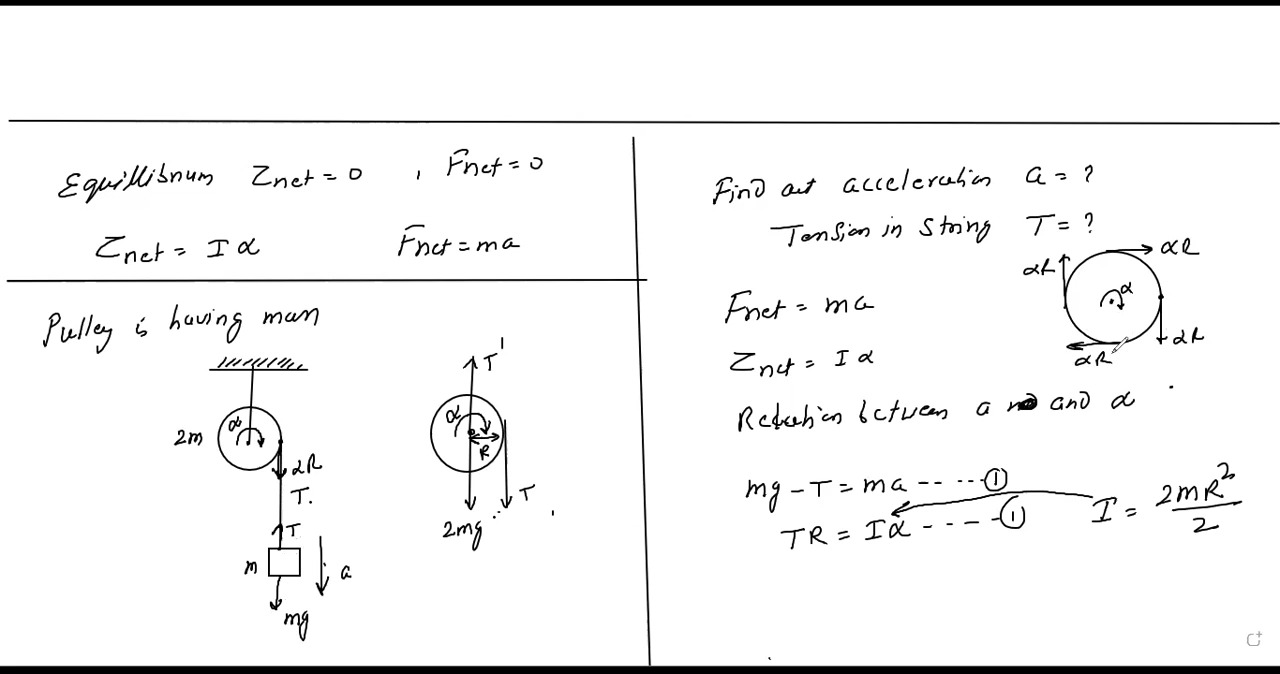 Equillibrium τnet = 0 , Fnet = 0
τnet = Iα Fnet = ma
Pulley is having mass
2m α
αR
T.
T
m a
mg
T'
α
R
T
2mg
Find out acceleration a = ?
Tension in string T = ?
αR
αR α
αR
αR
Fnet = ma
τnet = Iα
between a and α
mg - T = ma -- ---- ①
TR = Iα ---- - ① I = 2mR²/2